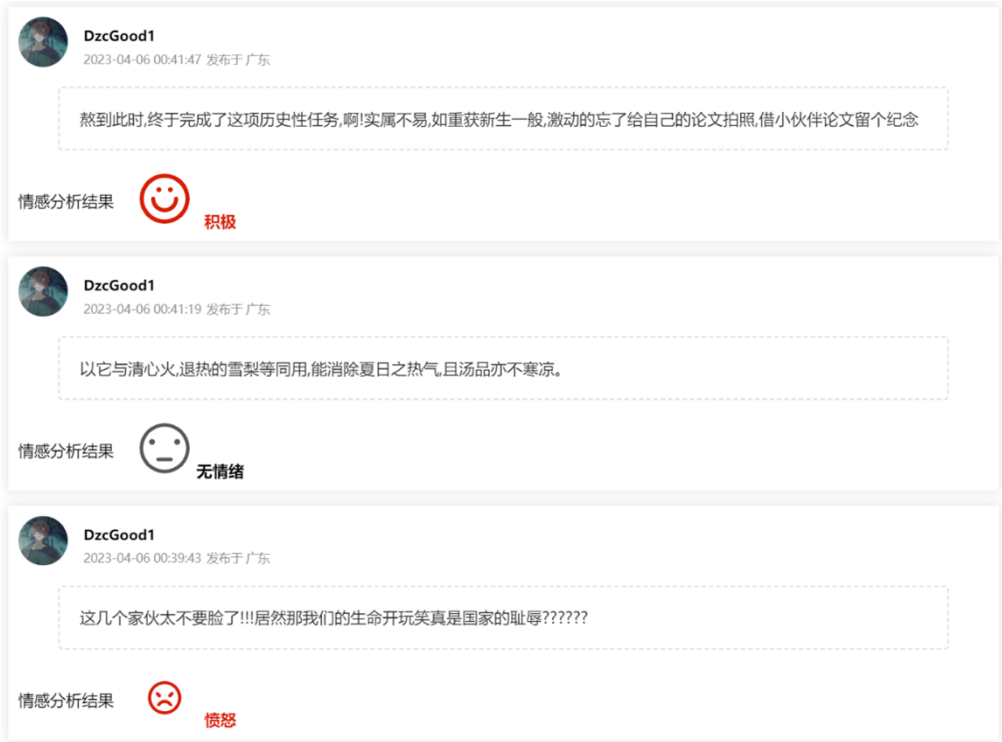 DzcGood1
2023-04-06 00:41:47 发布于 广东
熬到此时,终于完成了这项历史性任务,啊!实属不易,如重获新生一般,激动的忘了给自己的论文拍照,借小伙伴论文留个纪念
情感分析结果
积极
DzcGood1
2023-04-06 00:41:19 发布于 广东
以它与清心火,退热的雪梨等同用,能消除夏日之热气,且汤品亦不寒凉。
情感分析结果
无情绪
DzcGood1
2023-04-06 00:39:43 发布于 广东
这几个家伙太不要脸了!!!居然那我们的生命开玩笑真是国家的耻辱??????
情感分析结果
愤怒